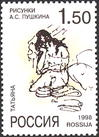 РИСУНКИ
А.С. ПУШКИНА
1.50
ТАТЬЯНА
РОССИЯ 1998
ROSSIJA